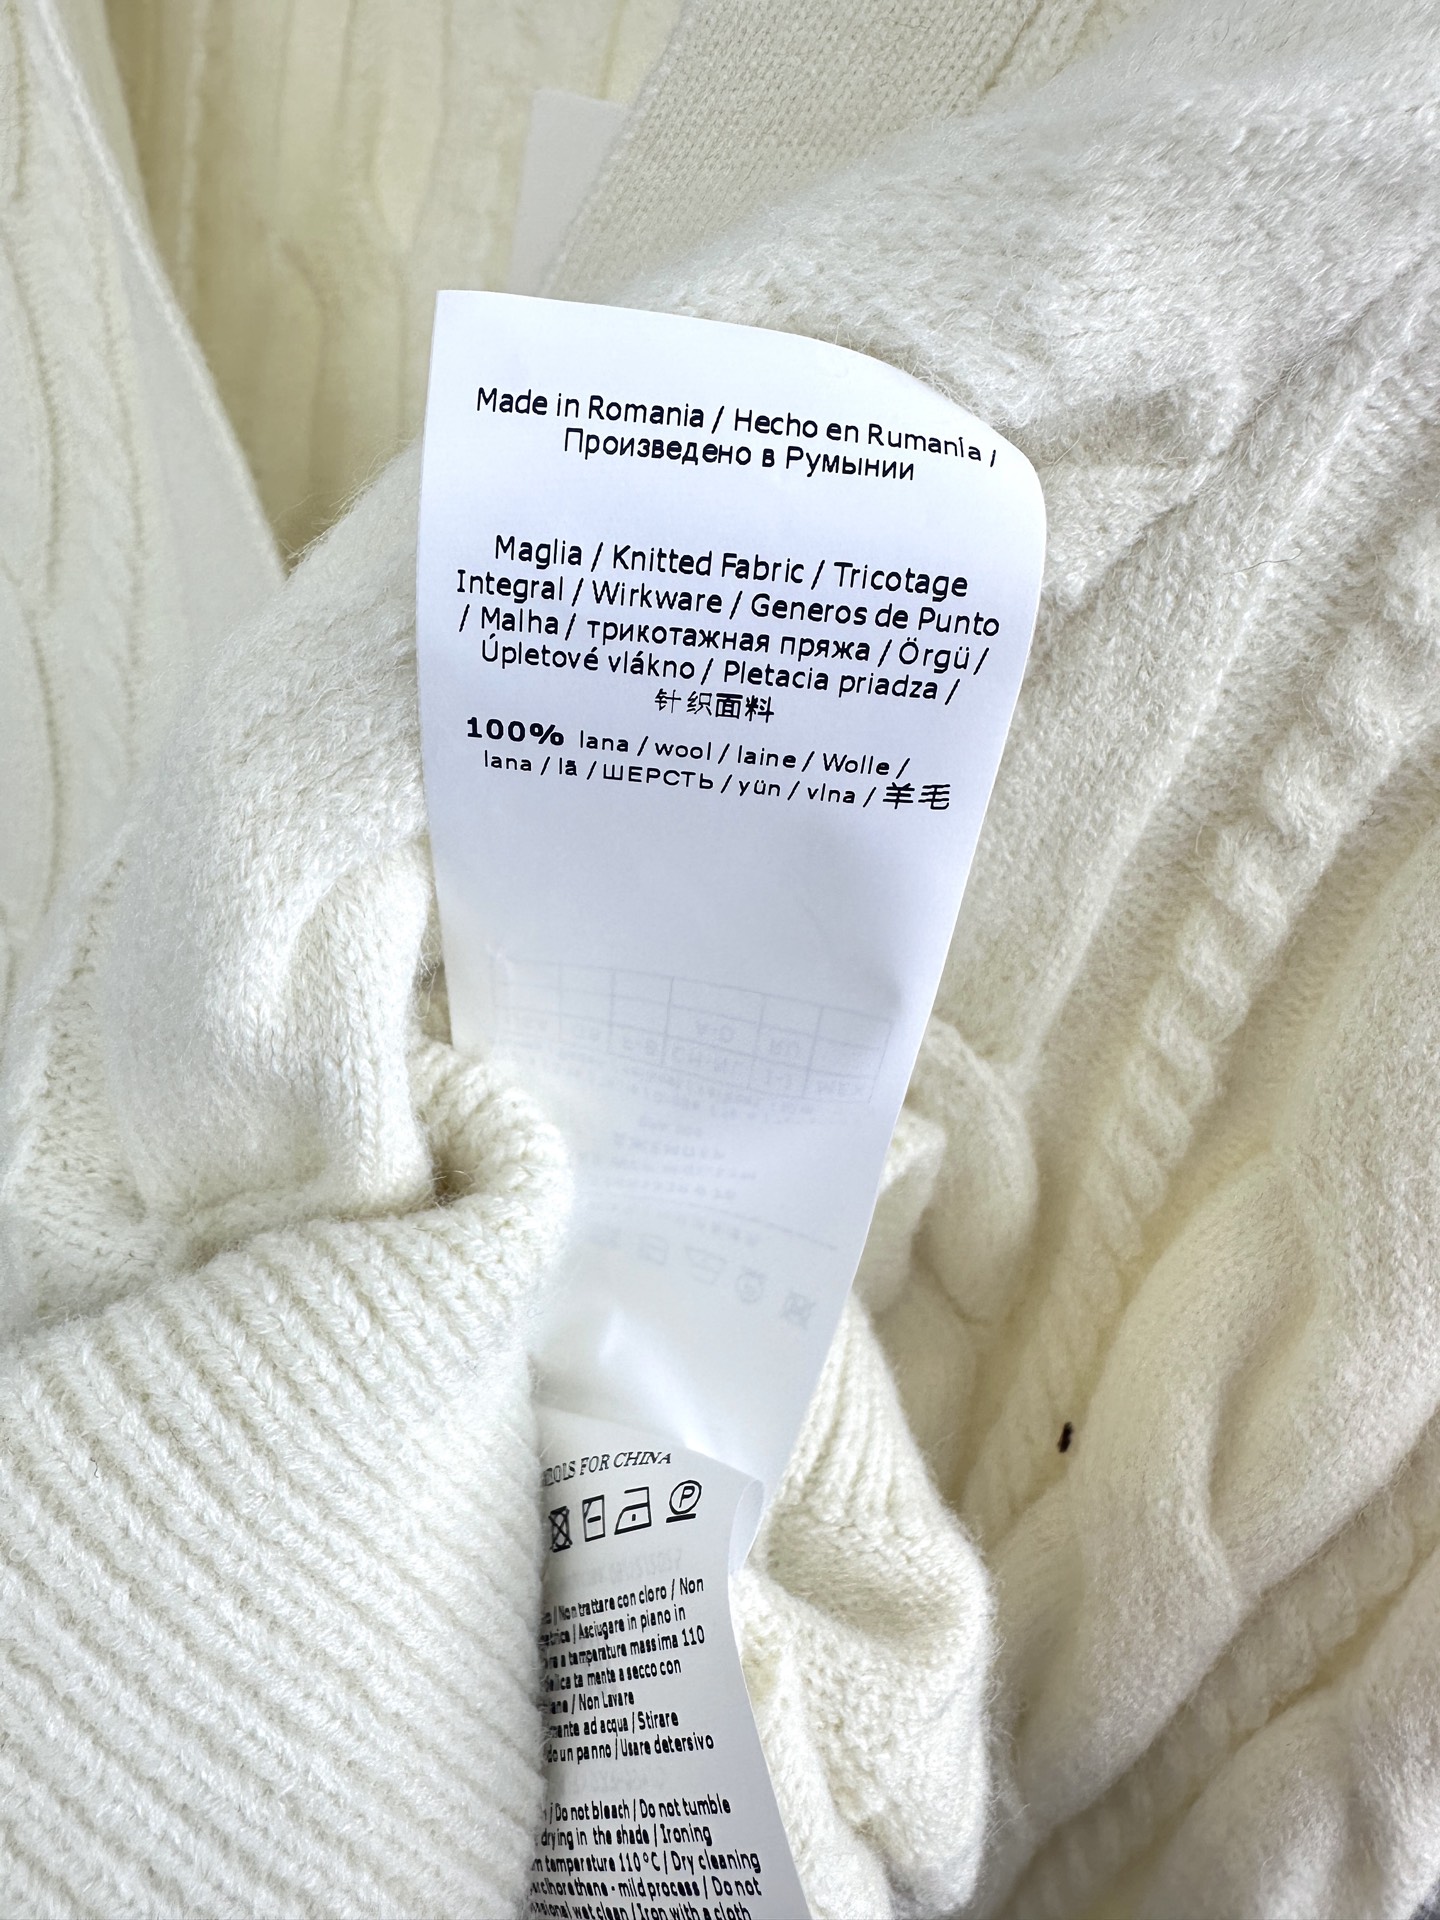 Made in Romania / Hecho en Rumanía /
Произведено в Румынии
Maglia / Knitted Fabric / Tricotage
Integral / Wirkware / Generos de Punto
/ Malha / трикотажная пряжа / Örgü /
Úpletové vlákno / Pletacia priadza /
针织面料
100% lana / wool / laine / Wolle /
lana / lã / ШЕРСТЬ / yün / vlna / 羊毛
FOR CHINA
P
/ Non trattare con cloro / Non
/ Asciugare in piano in
a temperatura massima 110
mente a secco con
/ Non Lavare
ad acqua / Stirare
un panno / Usare detersivo
/ Do not bleach / Do not tumble
drying in the shade / Ironing
temperature 110°C / Dry cleaning
- mild process / Do not
wet clean / Iron with a cloth